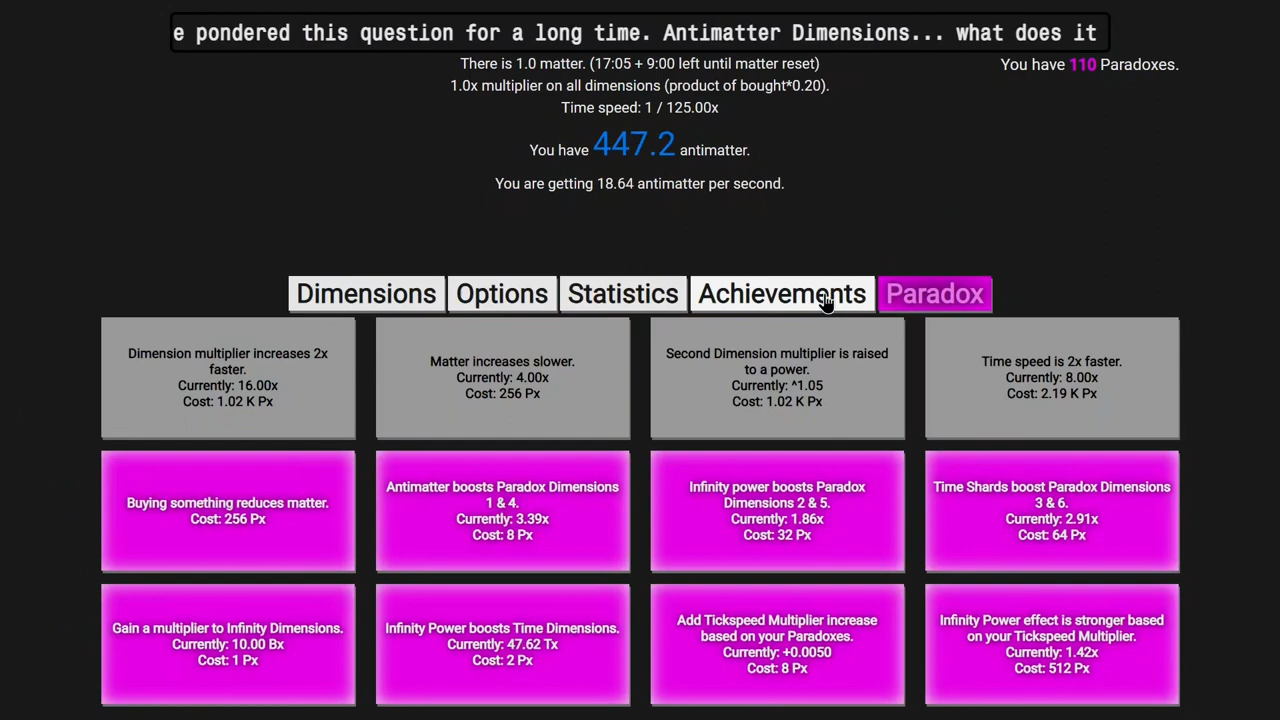 e pondered this question for a long time. Antimatter Dimensions... what does it
There is 1.0 matter. (17:05 + 9:00 left until matter reset)
You have 110 Paradoxes.
1.0x multiplier on all dimensions (product of bought*0.20).
Time speed: 1 / 125.00x
You have 447.2 antimatter.
You are getting 18.64 antimatter per second.
Dimensions
Options
Statistics
Achievements
Paradox
Dimension multiplier increases 2x
faster.
Currently: 16.00x
Cost: 1.02 K Px
Matter increases slower.
Currently: 4.00x
Cost: 256 Px
Second Dimension multiplier is raised
to a power.
Currently: ^1.05
Cost: 1.02 K Px
Time speed is 2x faster.
Currently: 8.00x
Cost: 2.19 K Px
Buying something reduces matter.
Cost: 256 Px
Antimatter boosts Paradox Dimensions
1 & 4.
Currently: 3.39x
Cost: 8 Px
Infinity power boosts Paradox
Dimensions 2 & 5.
Currently: 1.86x
Cost: 32 Px
Time Shards boost Paradox Dimensions
3 & 6.
Currently: 2.91x
Cost: 64 Px
Gain a multiplier to Infinity Dimensions.
Currently: 10.00 Bx
Cost: 1 Px
Infinity Power boosts Time Dimensions.
Currently: 47.62 Tx
Cost: 2 Px
Add Tickspeed Multiplier increase
based on your Paradoxes.
Currently: +0.0050
Cost: 8 Px
Infinity Power effect is stronger based
on your Tickspeed Multiplier.
Currently: 1.42x
Cost: 512 Px